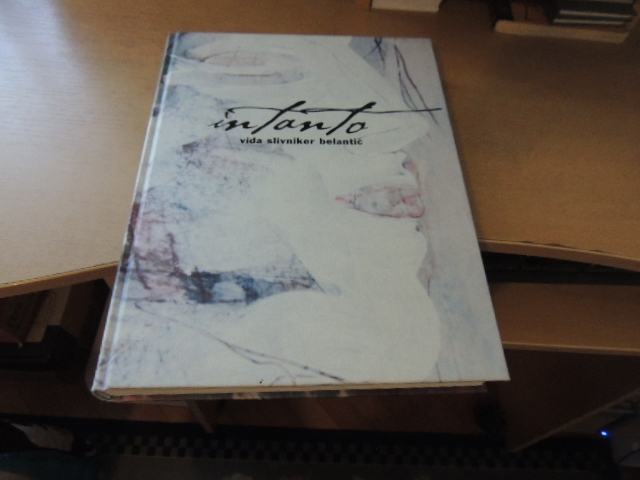 intanto
vida slivniker belantič